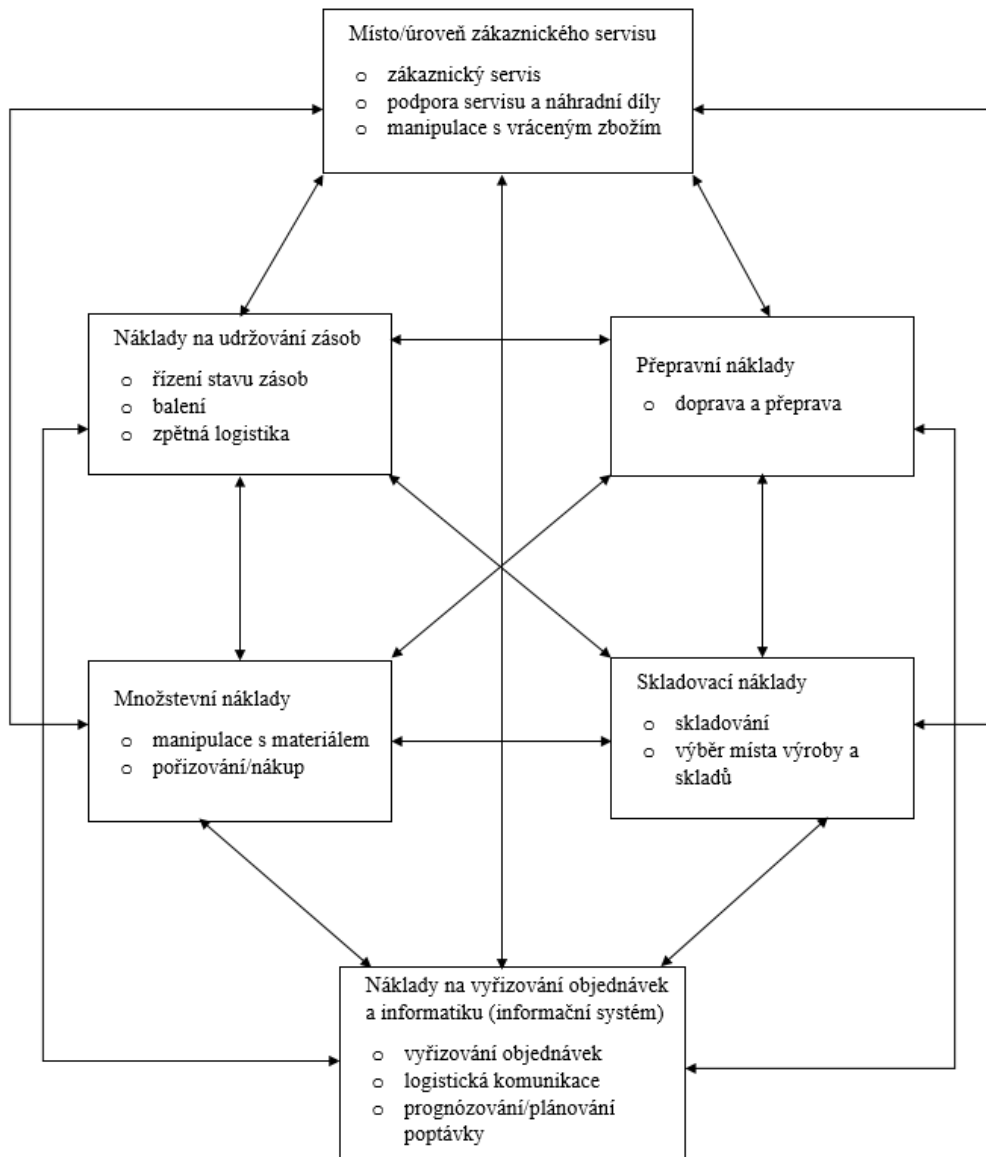 Místo/úroveň zákaznického servisu
o zákaznický servis
o podpora servisu a náhradní díly
o manipulace s vráceným zbožím
Náklady na udržování zásob
o řízení stavu zásob
o balení
o zpětná logistika
Přepravní náklady
o doprava a přeprava
Množstevní náklady
o manipulace s materiálem
o pořizování/nákup
Skladovací náklady
o skladování
o výběr místa výroby a
skladů
Náklady na vyřizování objednávek
a informatiku (informační systém)
o vyřizování objednávek
o logistická komunikace
o prognózování/plánování
poptávky